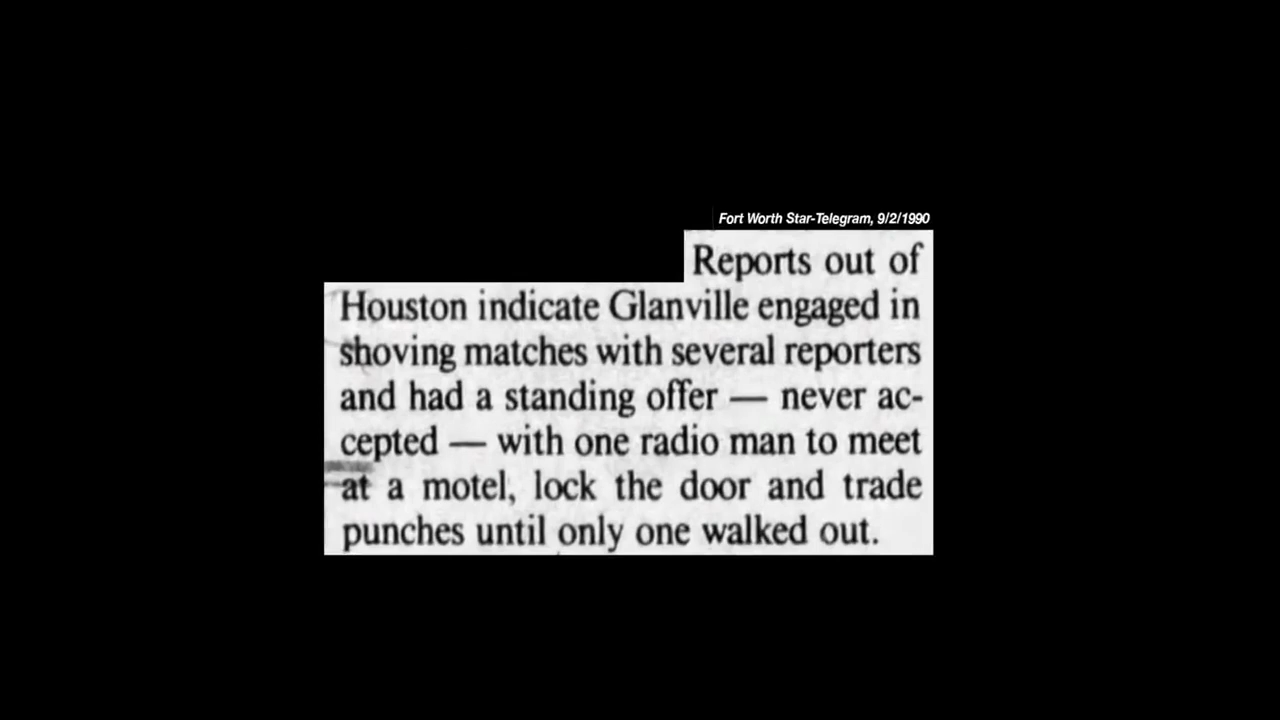 Fort Worth Star-Telegram, 9/2/1990
Reports out of
Houston indicate Glanville engaged in
shoving matches with several reporters
and had a standing offer — never ac-
cepted — with one radio man to meet
at a motel, lock the door and trade
punches until only one walked out.